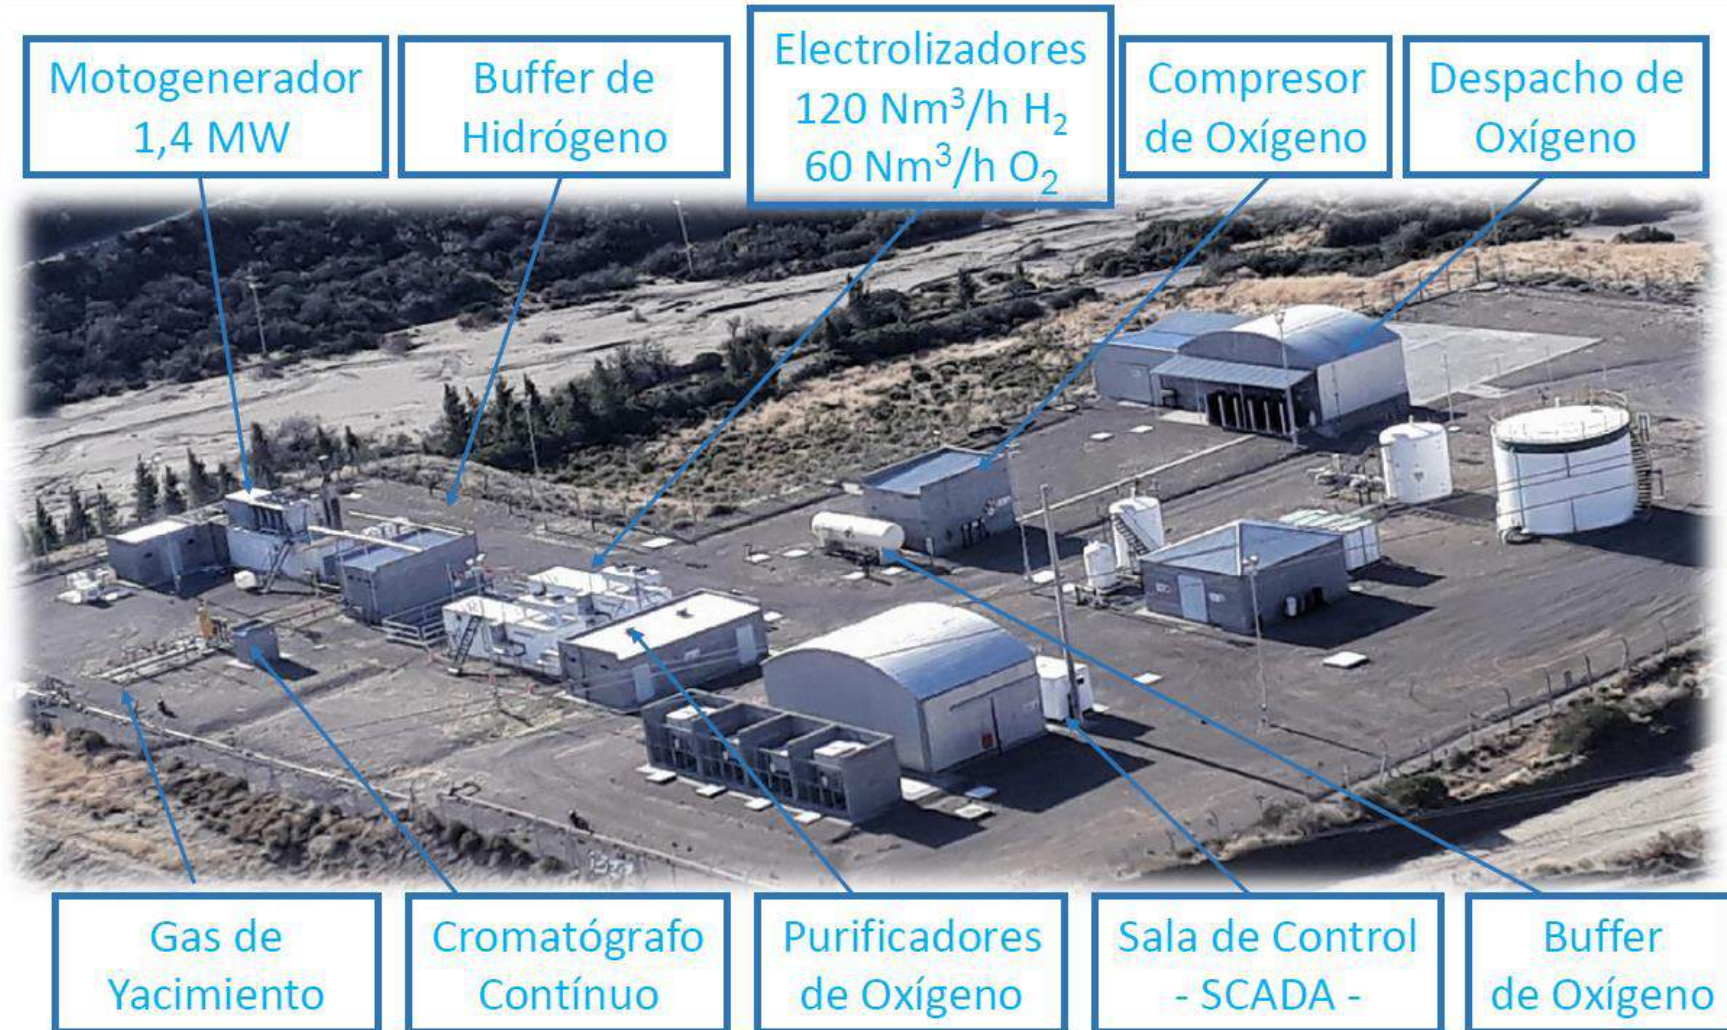 Motogenerador
1,4 MW
Buffer de
Hidrógeno
Electrolizadores
120 Nm³/h H₂
60 Nm³/h O₂
Compresor
de Oxígeno
Despacho de
Oxígeno
Gas de
Yacimiento
Cromatógrafo
Contínuo
Purificadores
de Oxígeno
Sala de Control
- SCADA -
Buffer
de Oxígeno